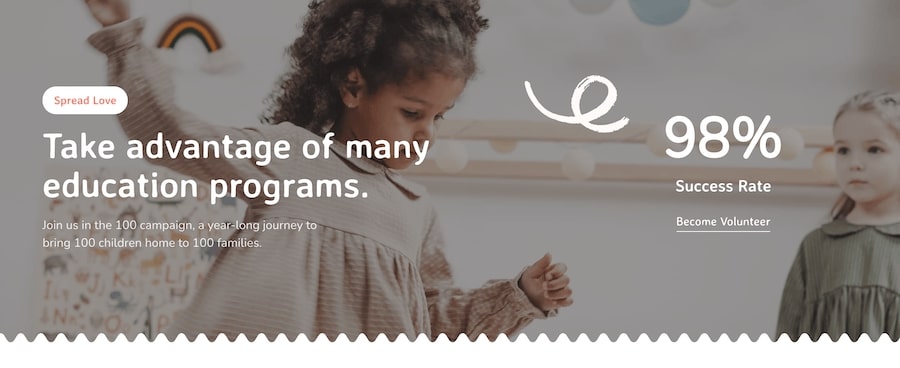 Spread Love
Take advantage of many
education programs.
Join us in the 100 campaign, a year-long journey to
bring 100 children home to 100 families.
98%
Success Rate
Become Volunteer